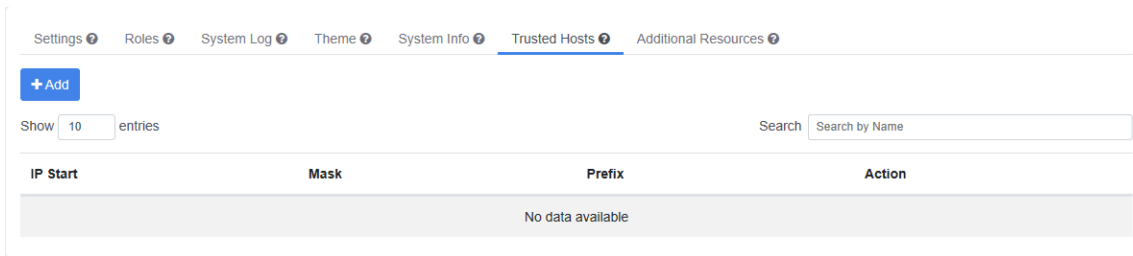 Settings Roles System Log Theme System Info Trusted Hosts Additional Resources
+ Add
Show 10 entries Search Search by Name
IP Start Mask Prefix Action
No data available